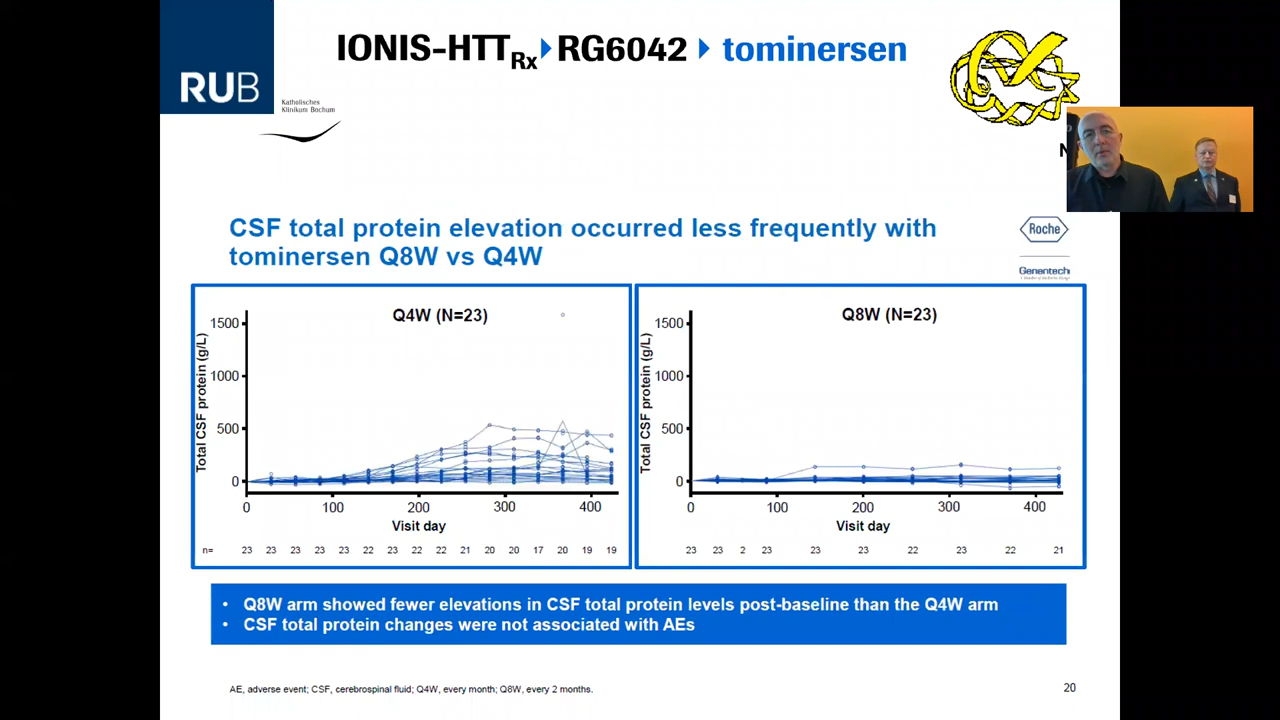 IONIS-HTTRx RG6042 tominersen
RUB
Katholisches
Klinikum Bochum
N
CSF total protein elevation occurred less frequently with
tominersen Q8W vs Q4W
Roche
Genentech
Q4W (N=23)
Total CSF protein (g/L)
1500
1000
500
0
0 100 200 300 400
Visit day
n= 23 23 23 23 23 22 23 22 22 21 20 20 17 20 19 19
Q8W (N=23)
Total CSF protein (g/L)
1500
1000
500
0
0 100 200 300 400
Visit day
23 23 2 23 23 23 22 23 22 21
• Q8W arm showed fewer elevations in CSF total protein levels post-baseline than the Q4W arm
• CSF total protein changes were not associated with AEs
AE, adverse event; CSF, cerebrospinal fluid; Q4W, every month; Q8W, every 2 months.
20